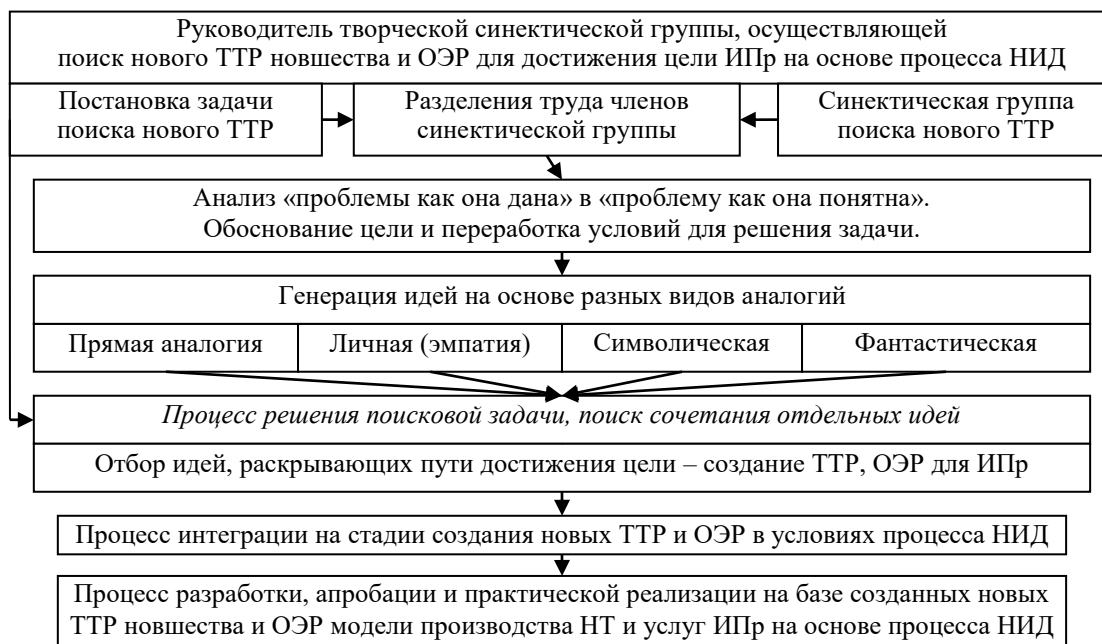 Руководитель творческой синектической группы, осуществляющей
поиск нового ТТР новшества и ОЭР для достижения цели ИПр на основе процесса НИД
Постановка задачи
поиска нового ТТР
Разделения труда членов
синектической группы
Синектическая группа
поиска нового ТТР
Анализ «проблемы как она дана» в «проблему как она понятна».
Обоснование цели и переработка условий для решения задачи.
Генерация идей на основе разных видов аналогий
Прямая аналогия
Личная (эмпатия)
Символическая
Фантастическая
Процесс решения поисковой задачи, поиск сочетания отдельных идей
Отбор идей, раскрывающих пути достижения цели – создание ТТР, ОЭР для ИПр
Процесс интеграции на стадии создания новых ТТР и ОЭР в условиях процесса НИД
Процесс разработки, апробации и практической реализации на базе созданных новых
ТТР новшества и ОЭР модели производства НТ и услуг ИПр на основе процесса НИД